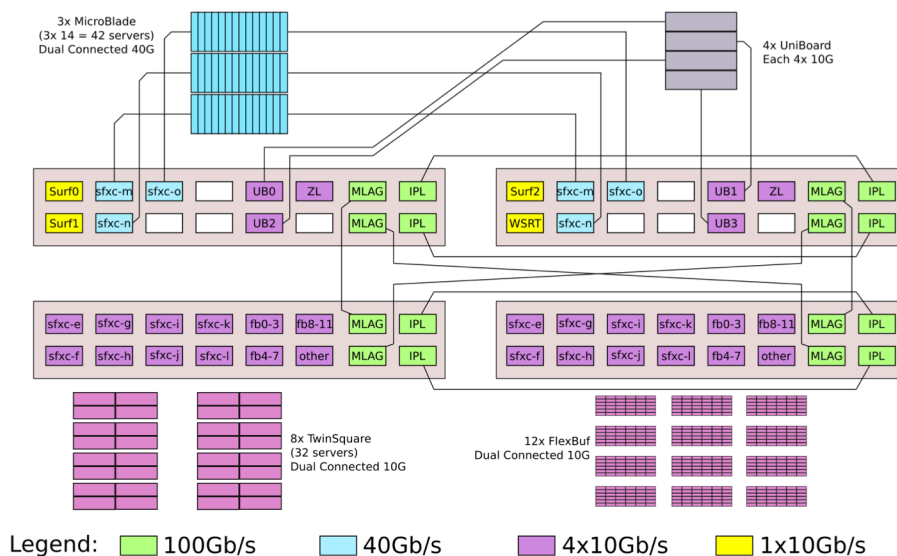 3x MicroBlade
(3x 14 = 42 servers)
Dual Connected 40G
4x UniBoard
Each 4x 10G
Surf0 sfxc-m sfxc-o UB0 ZL MLAG IPL
Surf1 sfxc-n UB2 MLAG IPL
Surf2 sfxc-m sfxc-o UB1 ZL MLAG IPL
WSRT sfxc-n UB3 MLAG IPL
sfxc-e sfxc-g sfxc-i sfxc-k fb0-3 fb8-11 MLAG IPL
sfxc-f sfxc-h sfxc-j sfxc-l fb4-7 other MLAG IPL
sfxc-e sfxc-g sfxc-i sfxc-k fb0-3 fb8-11 MLAG IPL
sfxc-f sfxc-h sfxc-j sfxc-l fb4-7 other MLAG IPL
8x TwinSquare
(32 servers)
Dual Connected 10G
12x FlexBuf
Dual Connected 10G
Legend: 100Gb/s 40Gb/s 4x10Gb/s 1x10Gb/s